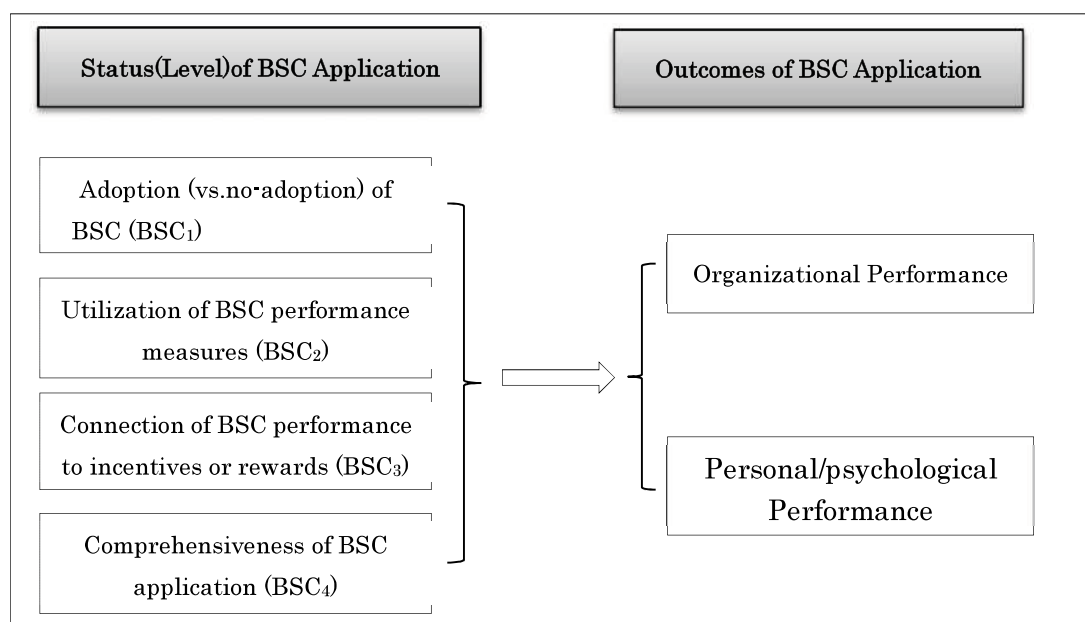 Status(Level)of BSC Application
Outcomes of BSC Application
Adoption (vs.no-adoption) of
BSC (BSC₁)
Utilization of BSC performance
measures (BSC₂)
Connection of BSC performance
to incentives or rewards (BSC₃)
Comprehensiveness of BSC
application (BSC₄)
Organizational Performance
Personal/psychological
Performance